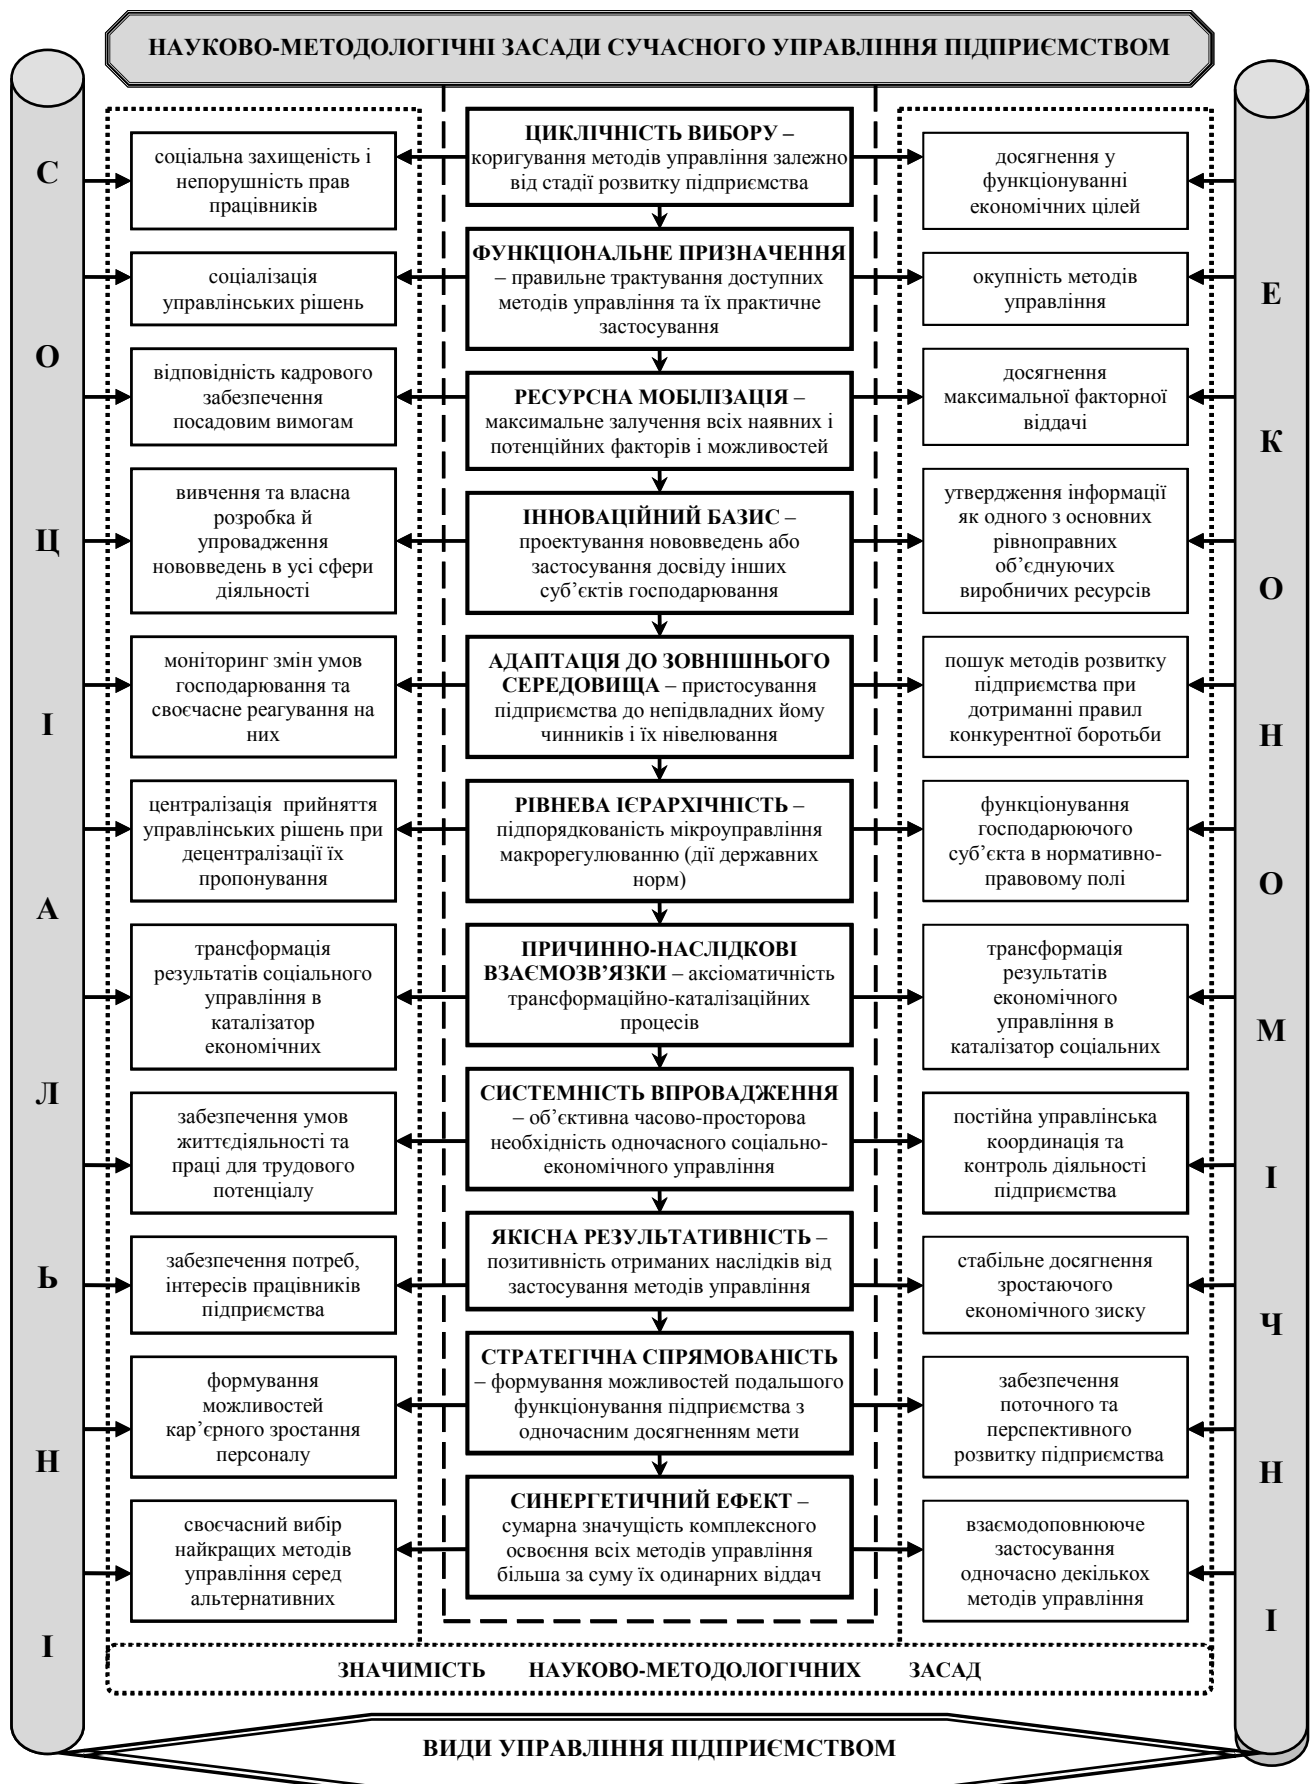 НАУКОВО-МЕТОДОЛОГІЧНІ ЗАСАДИ СУЧАСНОГО УПРАВЛІННЯ ПІДПРИЄМСТВОМ
СОЦІАЛЬНІ
соціальна захищеність і
непорушність прав
працівників
ЦИКЛІЧНІСТЬ ВИБОРУ –
коригування методів управління залежно
від стадії розвитку підприємства
досягнення у
функціонуванні
економічних цілей
соціалізація
управлінських рішень
ФУНКЦІОНАЛЬНЕ ПРИЗНАЧЕННЯ
– правильне трактування доступних
методів управління та їх практичне
застосування
окупність методів
управління
відповідність кадрового
забезпечення
посадовим вимогам
РЕСУРСНА МОБІЛІЗАЦІЯ –
максимальне залучення всіх наявних і
потенційних факторів і можливостей
досягнення
максимальної факторної
віддачі
вивчення та власна
розробка й
упровадження
нововведень в усі сфери
діяльності
ІННОВАЦІЙНИЙ БАЗИС –
проектування нововведень або
застосування досвіду інших
суб’єктів господарювання
утвердження інформації
як одного з основних
рівноправних
об’єднуючих
виробничих ресурсів
моніторинг змін умов
господарювання та
своєчасне реагування на
них
АДАПТАЦІЯ ДО ЗОВНІШНЬОГО
СЕРЕДОВИЩА – пристосування
підприємства до непідвладних йому
чинників і їх нівелювання
пошук методів розвитку
підприємства при
дотриманні правил
конкурентної боротьби
централізація прийняття
управлінських рішень при
децентралізації їх
пропонування
РІВНЕВА ІЄРАРХІЧНІСТЬ –
підпорядкованість мікроуправління
макрорегулюванню (дії державних
норм)
функціонування
господарюючого
суб’єкта в нормативно-
правовому полі
трансформація
результатів соціального
управління в
каталізатор
економічних
ПРИЧИННО-НАСЛІДКОВІ
ВЗАЄМОЗВ’ЯЗКИ – аксіоматичність
трансформаційно-каталізаційних
процесів
трансформація
результатів
економічного
управління в
каталізатор соціальних
забезпечення умов
життєдіяльності та
праці для трудового
потенціалу
СИСТЕМНІСТЬ ВПРОВАДЖЕННЯ
– об’єктивна часово-просторова
необхідність одночасного соціально-
економічного управління
постійна управлінська
координація та
контроль діяльності
підприємства
забезпечення потреб,
інтересів працівників
підприємства
ЯКІСНА РЕЗУЛЬТАТИВНІСТЬ –
позитивність отриманих наслідків від
застосування методів управління
стабільне досягнення
зростаючого
економічного зиску
формування
можливостей
кар’єрного зростання
персоналу
СТРАТЕГІЧНА СПРЯМОВАНІСТЬ
– формування можливостей подальшого
функціонування підприємства з
одночасним досягненням мети
забезпечення
поточного та
перспективного
розвитку підприємства
своєчасний вибір
найкращих методів
управління серед
альтернативних
СИНЕРГЕТИЧНИЙ ЕФЕКТ –
сумарна значущість комплексного
освоєння всіх методів управління
більша за суму їх одинарних віддач
взаємодоповнююче
застосування
одночасно декількох
методів управління
ЕКОНОМІЧНІ
ЗНАЧИМІСТЬ НАУКОВО-МЕТОДОЛОГІЧНИХ ЗАСАД
ВИДИ УПРАВЛІННЯ ПІДПРИЄМСТВОМ